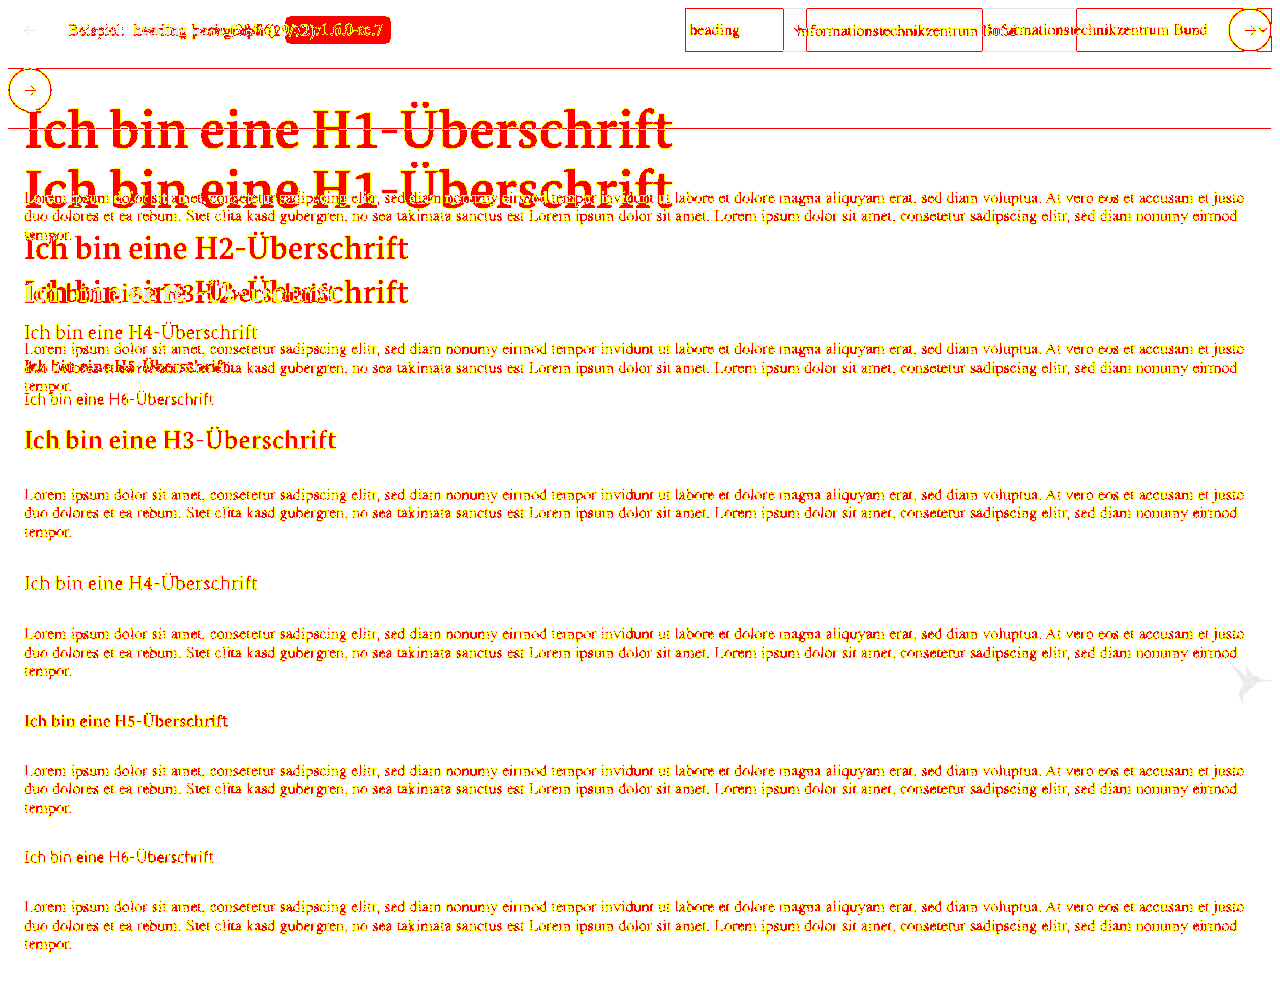 Beispiel: heading paragraph v1.6.0-rc.7
heading
Informationstechnikzentrum Bund
Informationstechnikzentrum Bund
Ich bin eine H1-Überschrift
Ich bin eine H1-Überschrift
Lorem ipsum dolor sit amet, consetetur sadipscing elitr, sed diam nonumy eirmod tempor invidunt ut labore et dolore magna aliquyam erat, sed diam voluptua. At vero eos et accusam et justo
duo dolores et ea rebum. Stet clita kasd gubergren, no sea takimata sanctus est Lorem ipsum dolor sit amet. Lorem ipsum dolor sit amet, consetetur sadipscing elitr, sed diam nonumy eirmod
tempor.
Ich bin eine H2-Überschrift
Ich bin eine H2-Überschrift
Ich bin eine H3-Überschrift
Ich bin eine H4-Überschrift
Lorem ipsum dolor sit amet, consetetur sadipscing elitr, sed diam nonumy eirmod tempor invidunt ut labore et dolore magna aliquyam erat, sed diam voluptua. At vero eos et accusam et justo
Ich bin eine H5-Überschrift
duo dolores et ea rebum. Stet clita kasd gubergren, no sea takimata sanctus est Lorem ipsum dolor sit amet. Lorem ipsum dolor sit amet, consetetur sadipscing elitr, sed diam nonumy eirmod
tempor.
Ich bin eine H6-Überschrift
Ich bin eine H3-Überschrift
Lorem ipsum dolor sit amet, consetetur sadipscing elitr, sed diam nonumy eirmod tempor invidunt ut labore et dolore magna aliquyam erat, sed diam voluptua. At vero eos et accusam et justo
duo dolores et ea rebum. Stet clita kasd gubergren, no sea takimata sanctus est Lorem ipsum dolor sit amet. Lorem ipsum dolor sit amet, consetetur sadipscing elitr, sed diam nonumy eirmod
tempor.
Ich bin eine H4-Überschrift
Lorem ipsum dolor sit amet, consetetur sadipscing elitr, sed diam nonumy eirmod tempor invidunt ut labore et dolore magna aliquyam erat, sed diam voluptua. At vero eos et accusam et justo
duo dolores et ea rebum. Stet clita kasd gubergren, no sea takimata sanctus est Lorem ipsum dolor sit amet. Lorem ipsum dolor sit amet, consetetur sadipscing elitr, sed diam nonumy eirmod
tempor.
Ich bin eine H5-Überschrift
Lorem ipsum dolor sit amet, consetetur sadipscing elitr, sed diam nonumy eirmod tempor invidunt ut labore et dolore magna aliquyam erat, sed diam voluptua. At vero eos et accusam et justo
duo dolores et ea rebum. Stet clita kasd gubergren, no sea takimata sanctus est Lorem ipsum dolor sit amet. Lorem ipsum dolor sit amet, consetetur sadipscing elitr, sed diam nonumy eirmod
tempor.
Ich bin eine H6-Überschrift
Lorem ipsum dolor sit amet, consetetur sadipscing elitr, sed diam nonumy eirmod tempor invidunt ut labore et dolore magna aliquyam erat, sed diam voluptua. At vero eos et accusam et justo
duo dolores et ea rebum. Stet clita kasd gubergren, no sea takimata sanctus est Lorem ipsum dolor sit amet. Lorem ipsum dolor sit amet, consetetur sadipscing elitr, sed diam nonumy eirmod
tempor.